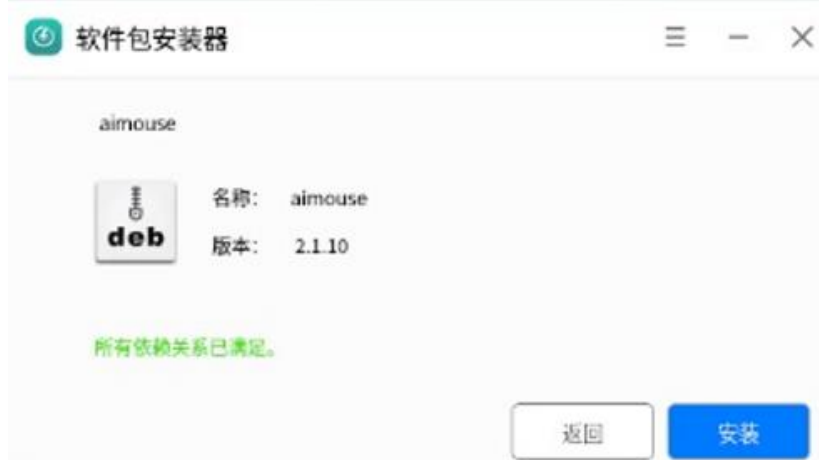 软件包安装器
aimouse
deb
名称： aimouse
版本： 2.1.10
所有依赖关系已满足。
返回 安装